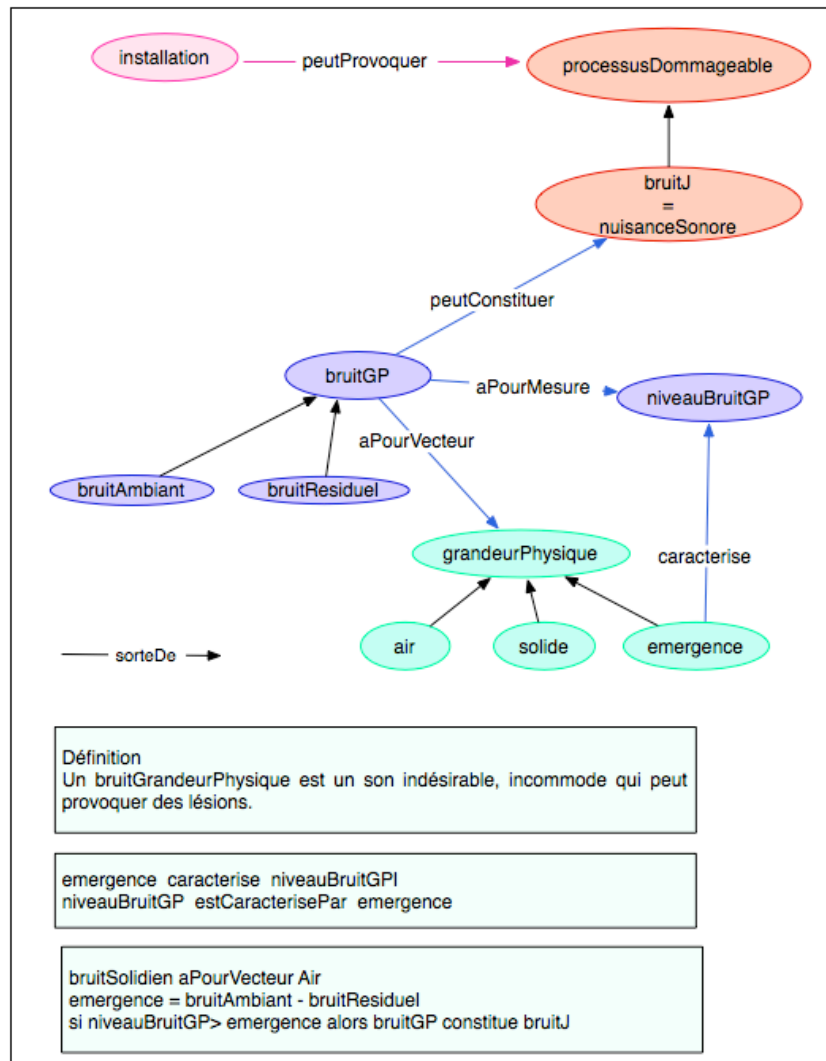 installation
peutProvoquer
processusDommageable
bruitJ
=
nuisanceSonore
peutConstituer
bruitGP
aPourMesure
niveauBruitGP
aPourVecteur
bruitAmbiant
bruitResiduel
grandeurPhysique
caracterise
air
solide
emergence
sorteDe
Définition
Un bruitGrandeurPhysique est un son indésirable, incommode qui peut
provoquer des lésions.
emergence caracterise niveauBruitGPI
niveauBruitGP estCaracterisePar emergence
bruitSolidien aPourVecteur Air
emergence = bruitAmbiant - bruitResiduel
si niveauBruitGP> emergence alors bruitGP constitue bruitJ